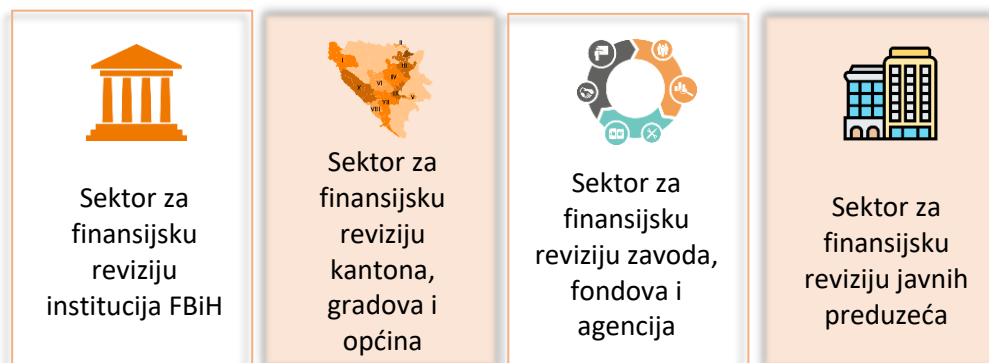 Sektor za
finansijsku
reviziju
institucija FBiH
Sektor za
finansijsku
reviziju
kantona,
gradova i
općina
Sektor za
finansijsku
reviziju zavoda,
fondova i
agencija
Sektor za
finansijsku
reviziju javnih
preduzeća